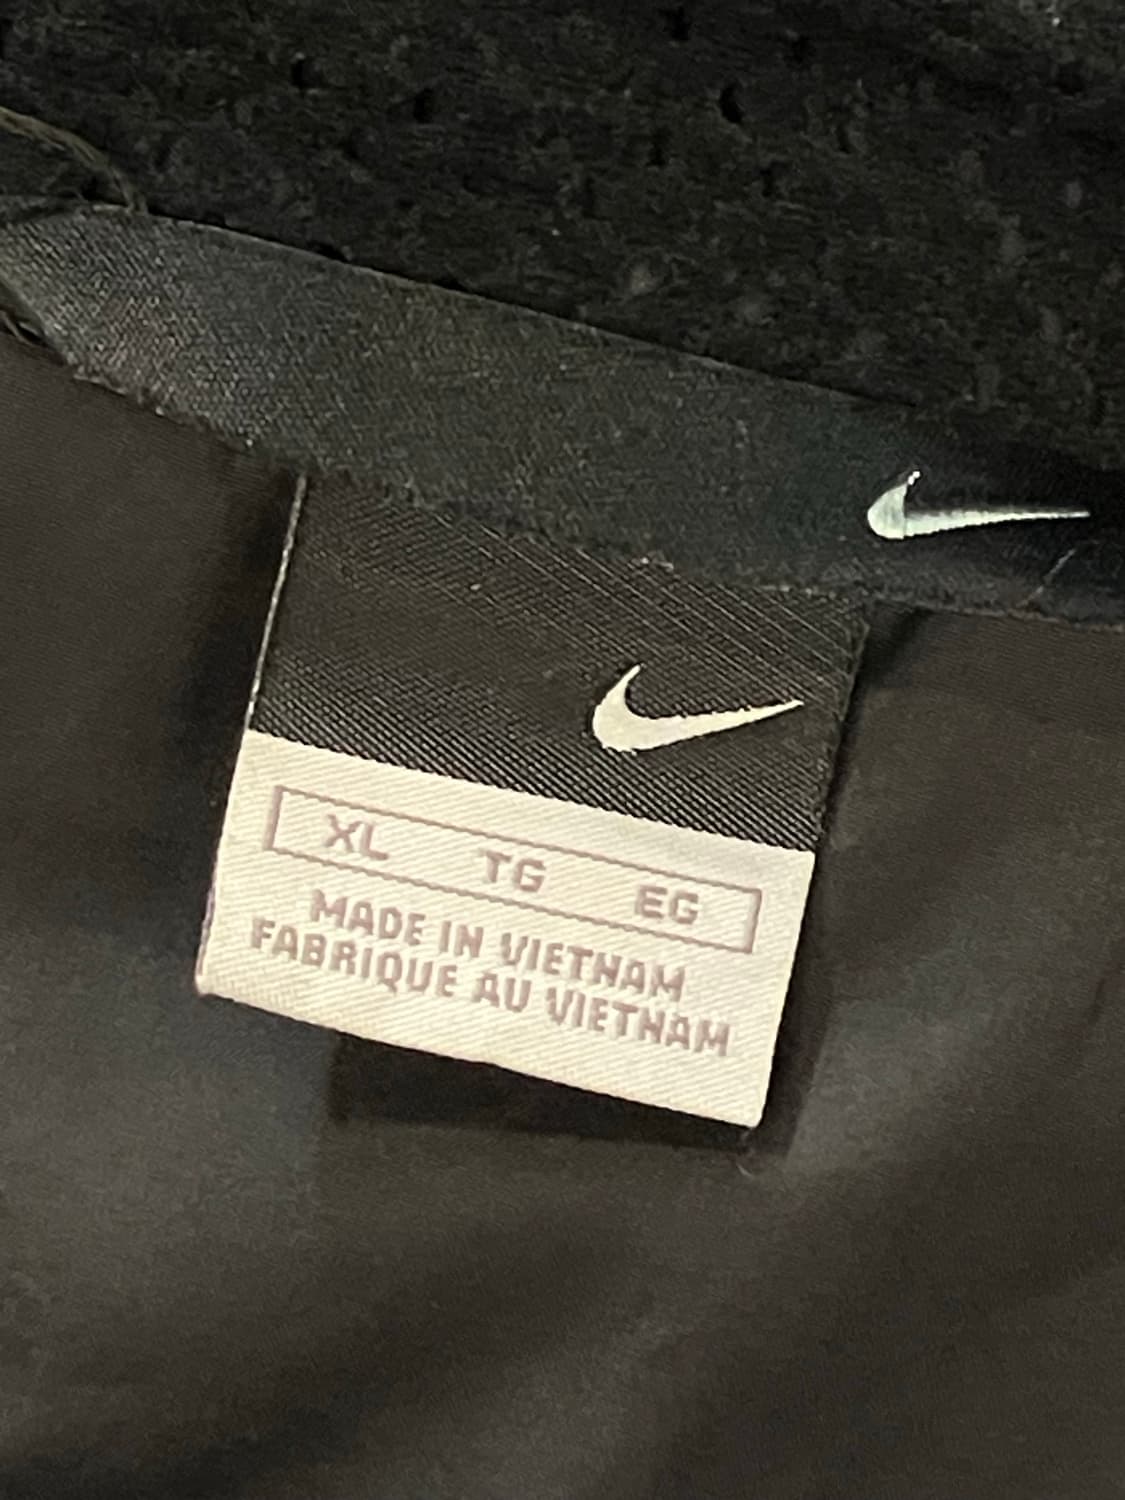 XL TG EG
MADE IN VIETNAM
FABRIQUE AU VIETNAM